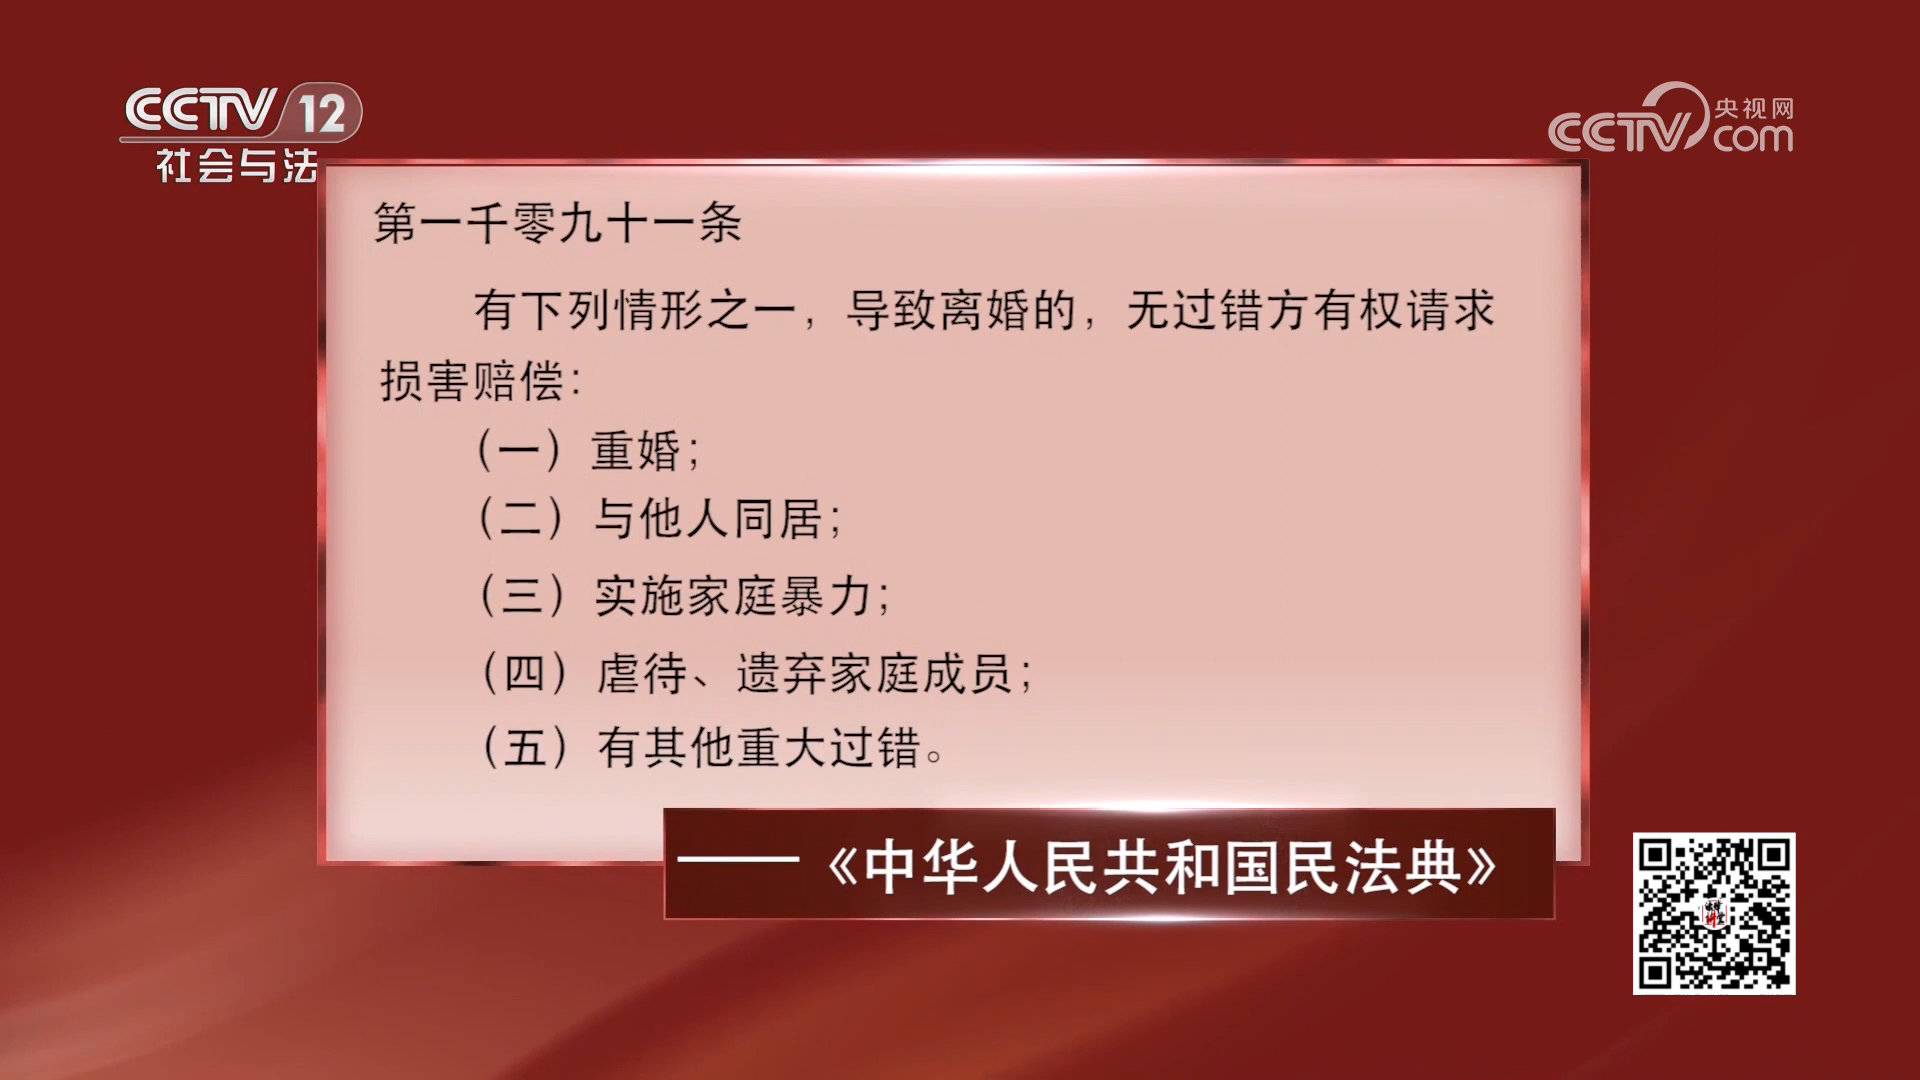 CCTV 12
社会与法
央视网
CCTV.com
第一千零九十一条
有下列情形之一，导致离婚的，无过错方有权请求
损害赔偿：
（一）重婚；
（二）与他人同居；
（三）实施家庭暴力；
（四）虐待、遗弃家庭成员；
（五）有其他重大过错。
——《中华人民共和国民法典》